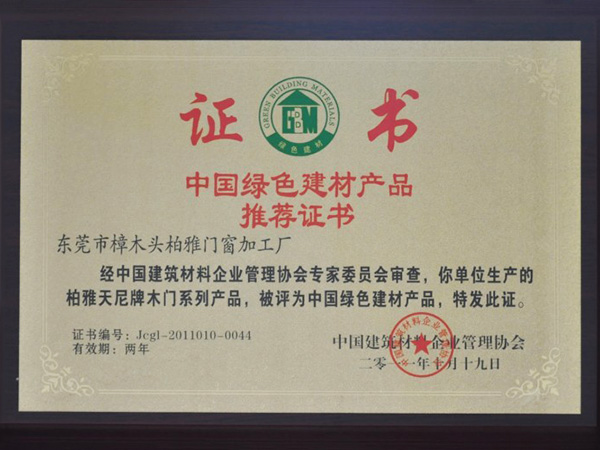 证 书
GREEN BUILDING MATERIALS
GBM
绿色建材
中国绿色建材产品
推荐证书
东莞市樟木头柏雅门窗加工厂
经中国建筑材料企业管理协会专家委员会审查，你单位生产的
柏雅天尼牌木门系列产品，被评为中国绿色建材产品，特发此证。
证书编号：Jcgl-2011010-0044
有效期：两年
中国建筑材料企业管理协会
二零一一年十月十九日